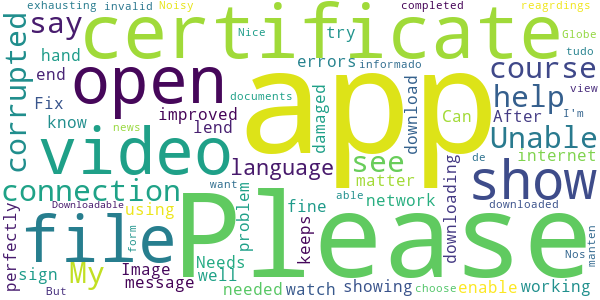 exhausting invalid Noisy completed reagrdings
say certificate Nice try Globe
corrupted hand open app errors course tudo
end informado documents help view
Fix improved damaged download After I'm
know lend Can Unable
video language see internet
connection matter news show de
perfectly file Please want able network downloading downloaded
Downloadable using problem fine keeps Nos
My Needs form manten
sign Image well showing enable working
But message needed watch choose